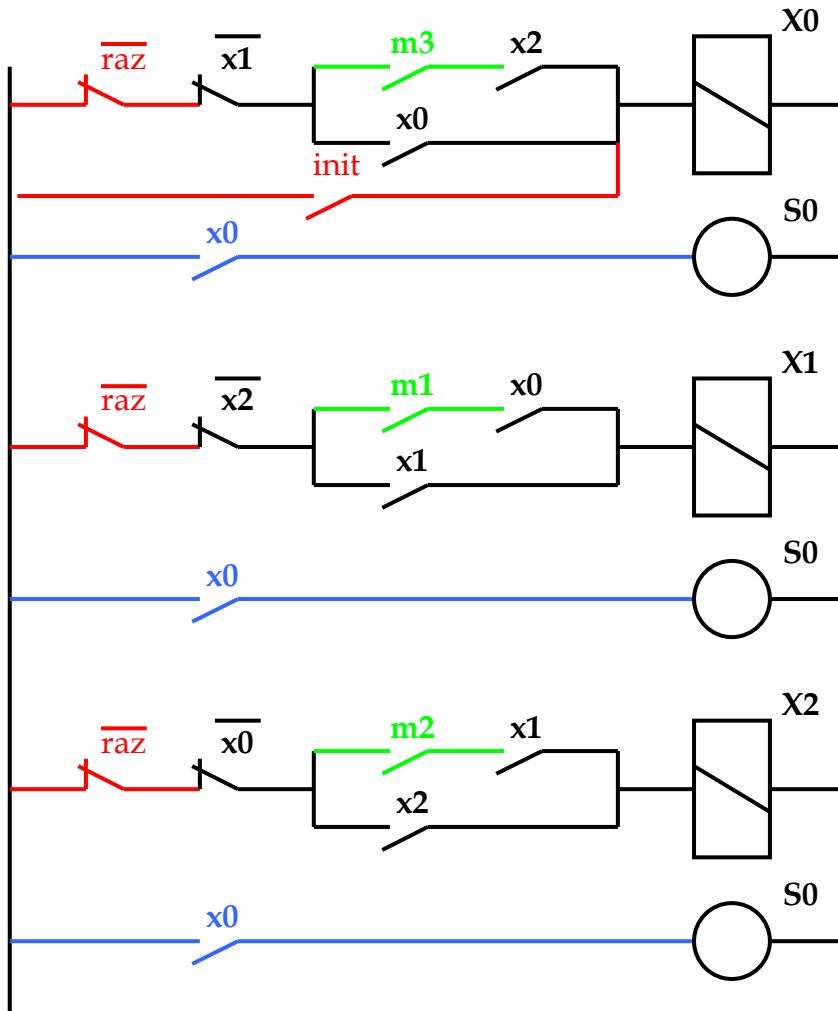 X0
raz x1 m3 x2
x0
init
S0
x0
X1
raz x2 m1 x0
x1
S0
x0
X2
raz x0 m2 x1
x2
S0
x0